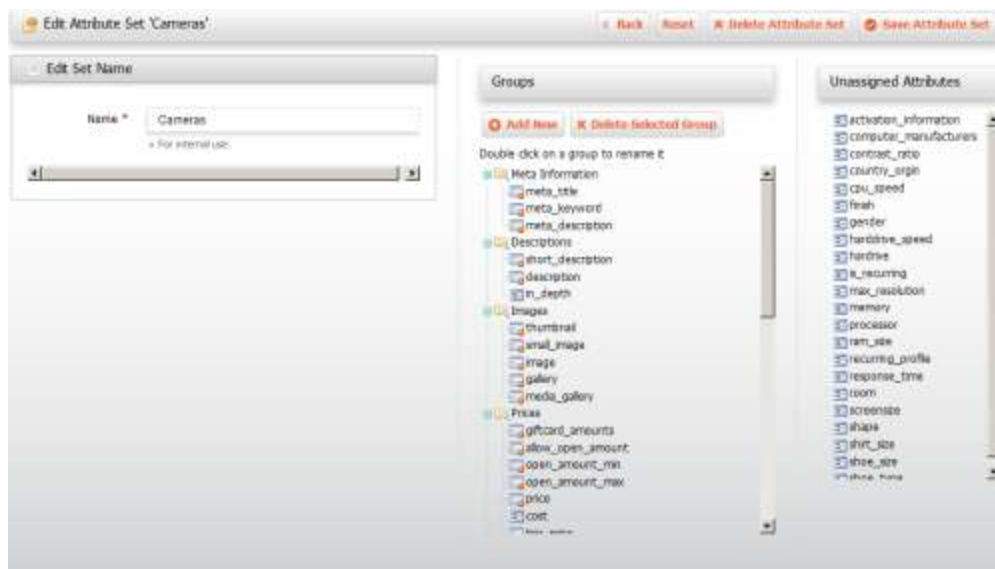 Edit Attribute Set 'Cameras'
Back Reset Delete Attribute Set Save Attribute Set
Edit Set Name
Name *
Cameras
For internal use.
Groups
Add New Delete Selected Group
Double click on a group to rename it
Meta Information
meta_title
meta_keyword
meta_description
Descriptions
short_description
description
in_depth
Images
thumbnail
small_image
image
gallery
media_gallery
Prices
giftcard_amounts
allow_open_amount
open_amount_min
open_amount_max
price
cost
Unassigned Attributes
activation_information
computer_manufacturers
contrast_ratio
country_orgin
cpu_speed
finish
gender
harddrive_speed
hardrive
is_recurring
max_resolution
memory
processor
ram_size
recurring_profile
response_time
room
screensize
shape
shirt_size
shoe_size
shoe_type